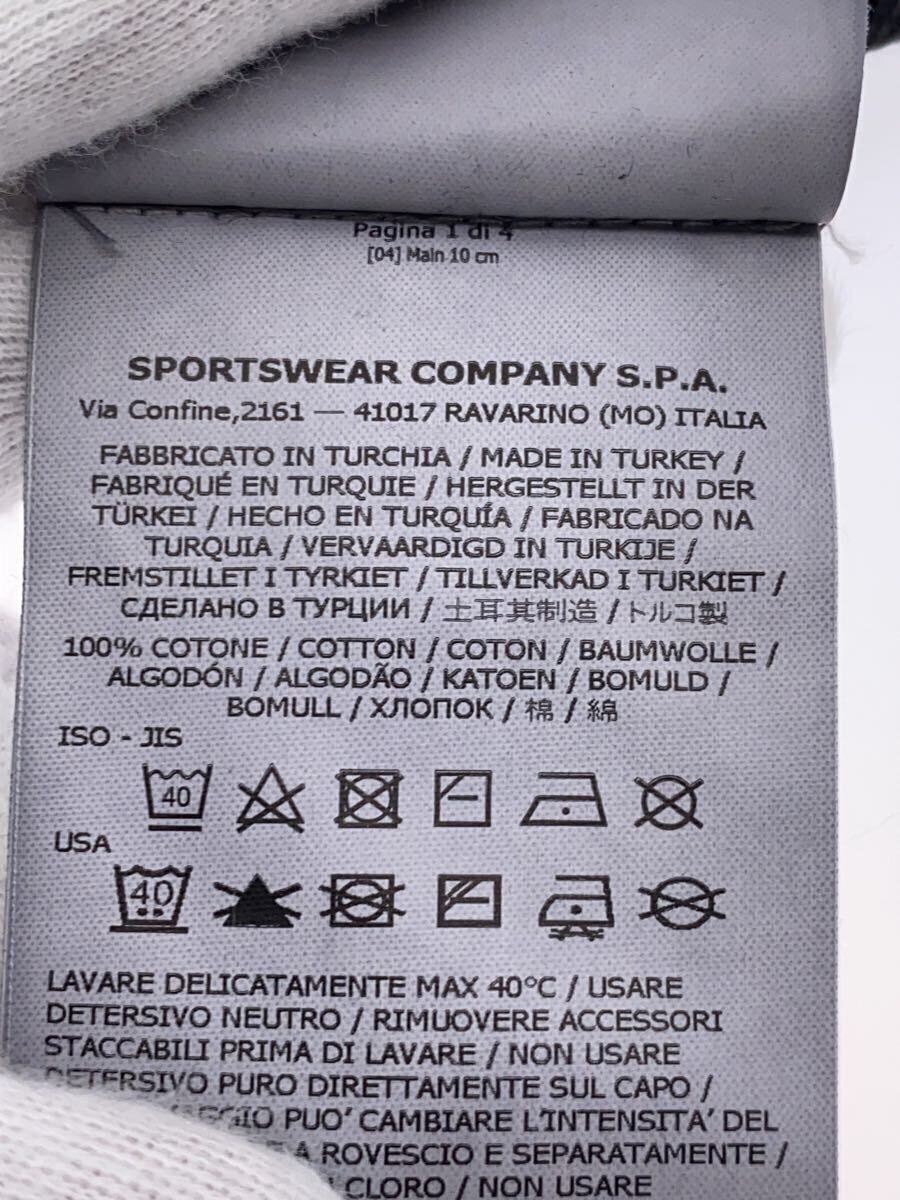 Pagina 1 di 4
[04] Main 10 cm
SPORTSWEAR COMPANY S.P.A.
Via Confine,2161 — 41017 RAVARINO (MO) ITALIA
FABBRICATO IN TURCHIA / MADE IN TURKEY /
FABRIQUÉ EN TURQUIE / HERGESTELLT IN DER
TÜRKEI / HECHO EN TURQUÍA / FABRICADO NA
TURQUIA / VERVAARDIGD IN TURKIJE /
FREMSTILLET I TYRKIET / TILLVERKAD I TURKIET /
СДЕЛАНО В ТУРЦИИ / 土耳其制造 / トルコ製
100% COTONE / COTTON / COTON / BAUMWOLLE /
ALGODÓN / ALGODÃO / KATOEN / BOMULD /
BOMULL / ХЛОПОК / 棉 / 綿
ISO - JIS
40
USA
40
LAVARE DELICATAMENTE MAX 40°C / USARE
DETERSIVO NEUTRO / RIMUOVERE ACCESSORI
STACCABILI PRIMA DI LAVARE / NON USARE
DETERSIVO PURO DIRETTAMENTE SUL CAPO /
PUO' CAMBIARE L'INTENSITA' DEL
A ROVESCIO E SEPARATAMENTE /
CLORO / NON USARE